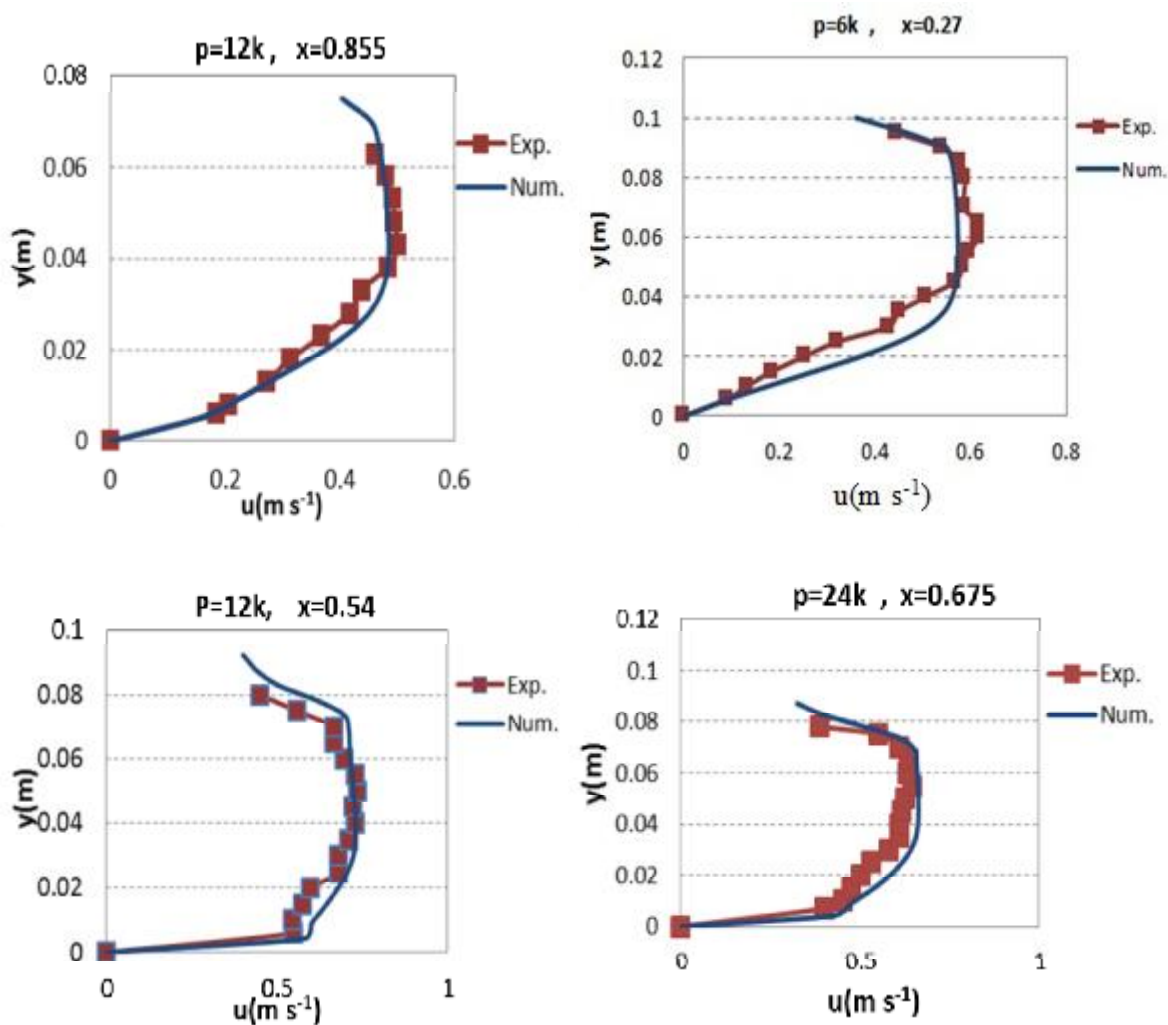 p=12k , x=0.855
0.08
0.06
0.04
0.02
0
y(m)
0 0.2 0.4 0.6
u(m s⁻¹)
Exp.
Num.
p=6k , x=0.27
0.12
0.1
0.08
0.06
0.04
0.02
0
y(m)
0 0.2 0.4 0.6 0.8
u(m s⁻¹)
Exp.
Num.
P=12k, x=0.54
0.1
0.08
0.06
0.04
0.02
0
y(m)
0 0.5 1
u(m s⁻¹)
Exp.
Num.
p=24k , x=0.675
0.12
0.1
0.08
0.06
0.04
0.02
0
y(m)
0 0.5 1
u(m s⁻¹)
Exp.
Num.